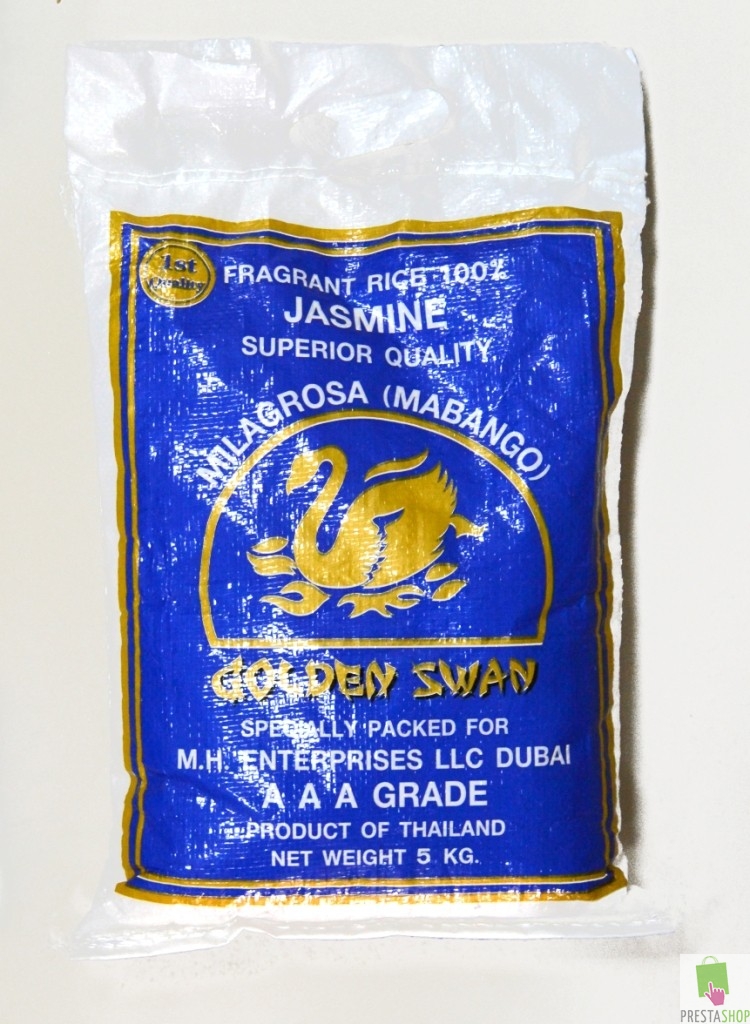 1st
Quality
FRAGRANT RICE 100%
JASMINE
SUPERIOR QUALITY
MILAGROSA (MABANGO)
GOLDEN SWAN
SPECIALLY PACKED FOR
M.H. ENTERPRISES LLC DUBAI
A A A GRADE
PRODUCT OF THAILAND
NET WEIGHT 5 KG.
PRESTASHOP